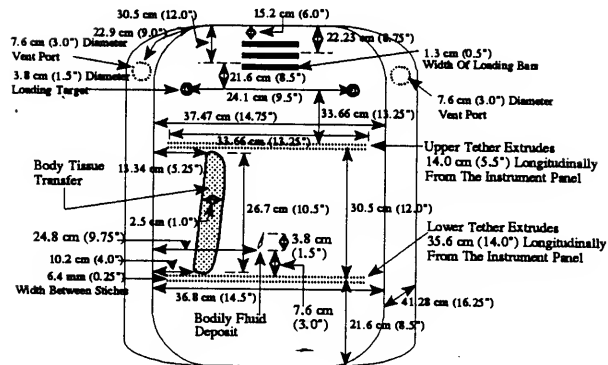 30.5 cm (12.0")
15.2 cm (6.0")
22.9 cm (9.0")
22.23 cm (8.75")
7.6 cm (3.0") Diameter
Vent Port
1.3 cm (0.5")
Width Of Loading Bars
3.8 cm (1.5") Diameter
Loading Target
21.6 cm (8.5")
24.1 cm (9.5")
7.6 cm (3.0") Diameter
Vent Port
37.47 cm (14.75")
33.66 cm (13.25")
33.66 cm (13.25")
Upper Tether Extrudes
14.0 cm (5.5") Longitudinally
From The Instrument Panel
Body Tissue
Transfer
13.34 cm (5.25")
26.7 cm (10.5")
30.5 cm (12.0")
2.5 cm (1.0")
3.8 cm
(1.5")
Lower Tether Extrudes
35.6 cm (14.0") Longitudinally
From The Instrument Panel
24.8 cm (9.75")
10.2 cm (4.0")
6.4 mm (0.25")
Width Between Stiches
36.8 cm (14.5")
7.6 cm
(3.0")
Bodily Fluid
Deposit
41.28 cm (16.25")
21.6 cm (8.5")